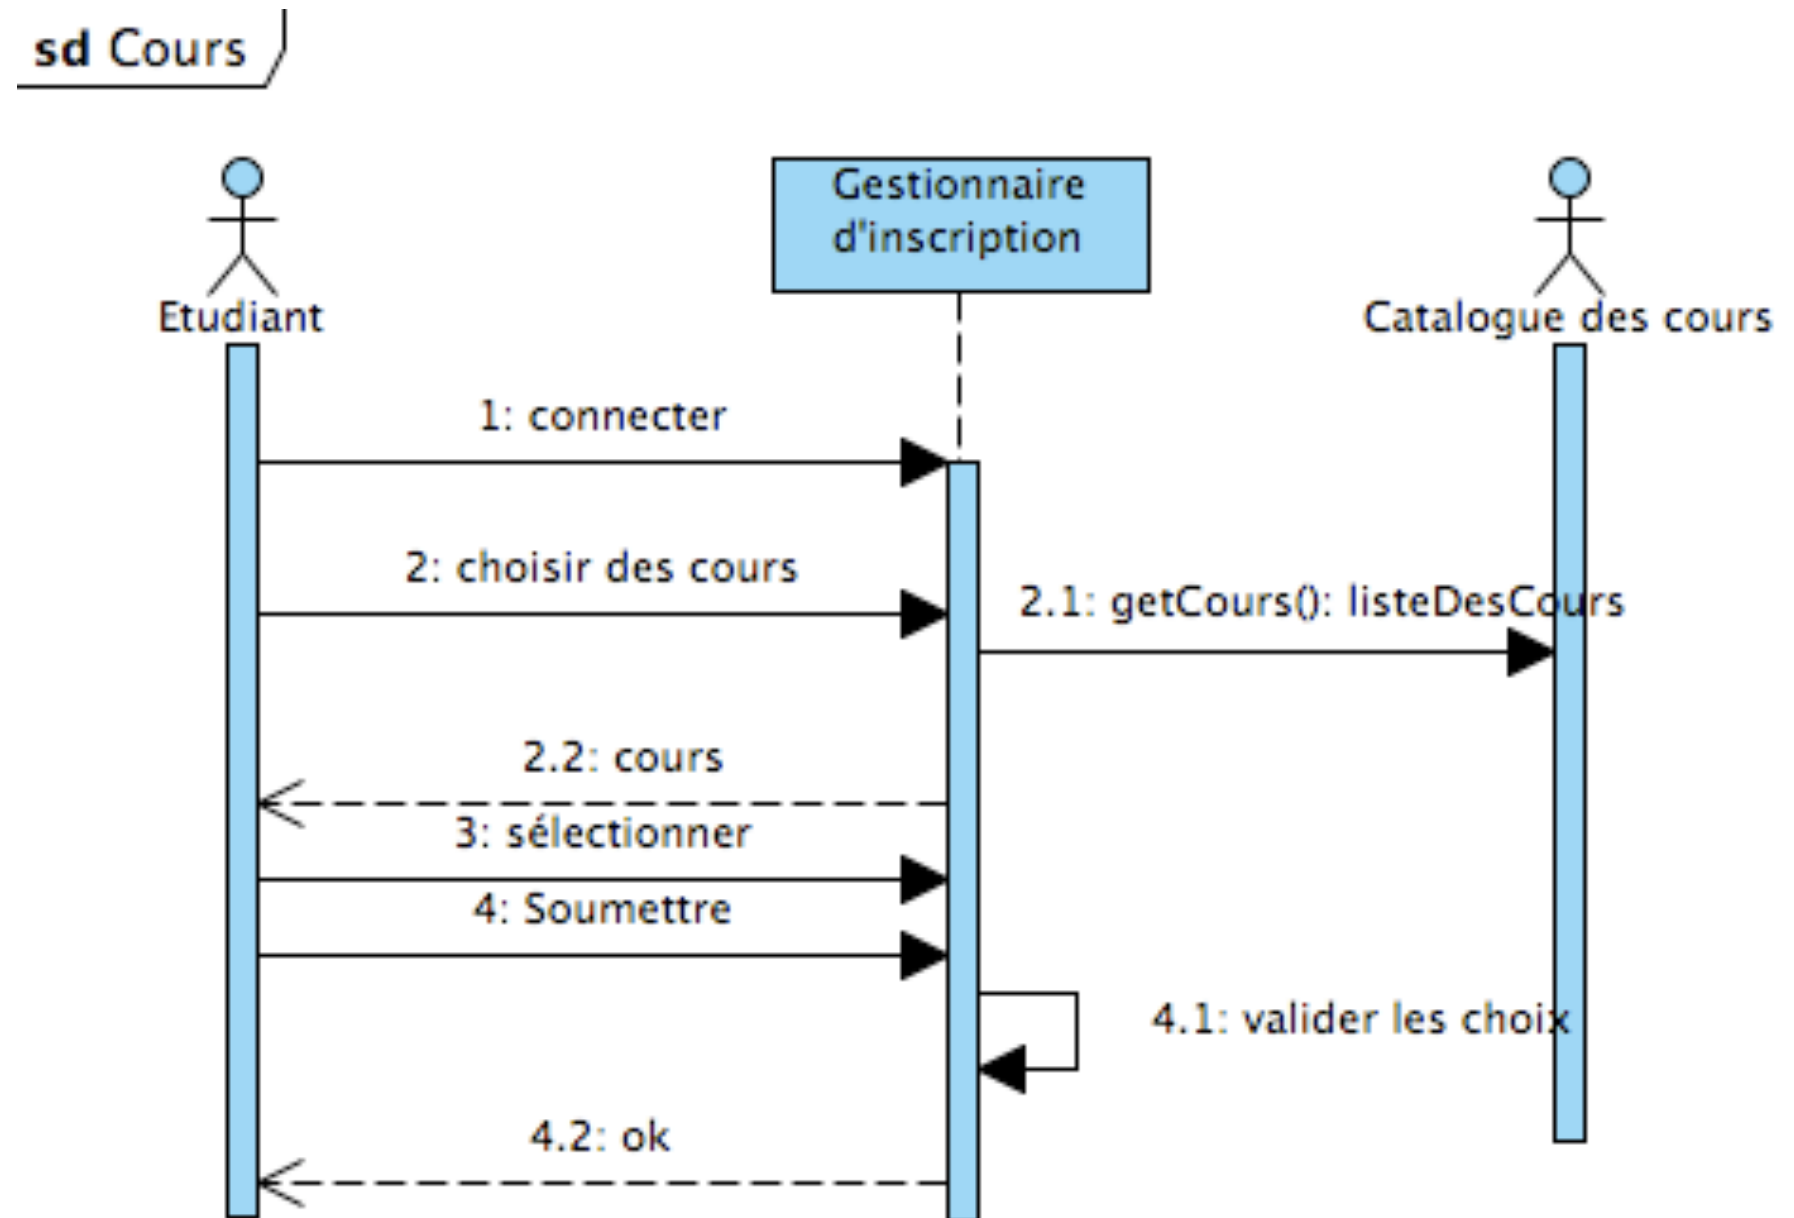 sd Cours
Gestionnaire
d'inscription
Etudiant
Catalogue des cours
1: connecter
2: choisir des cours
2.1: getCours(): listeDesCours
2.2: cours
3: sélectionner
4: Soumettre
4.1: valider les choix
4.2: ok